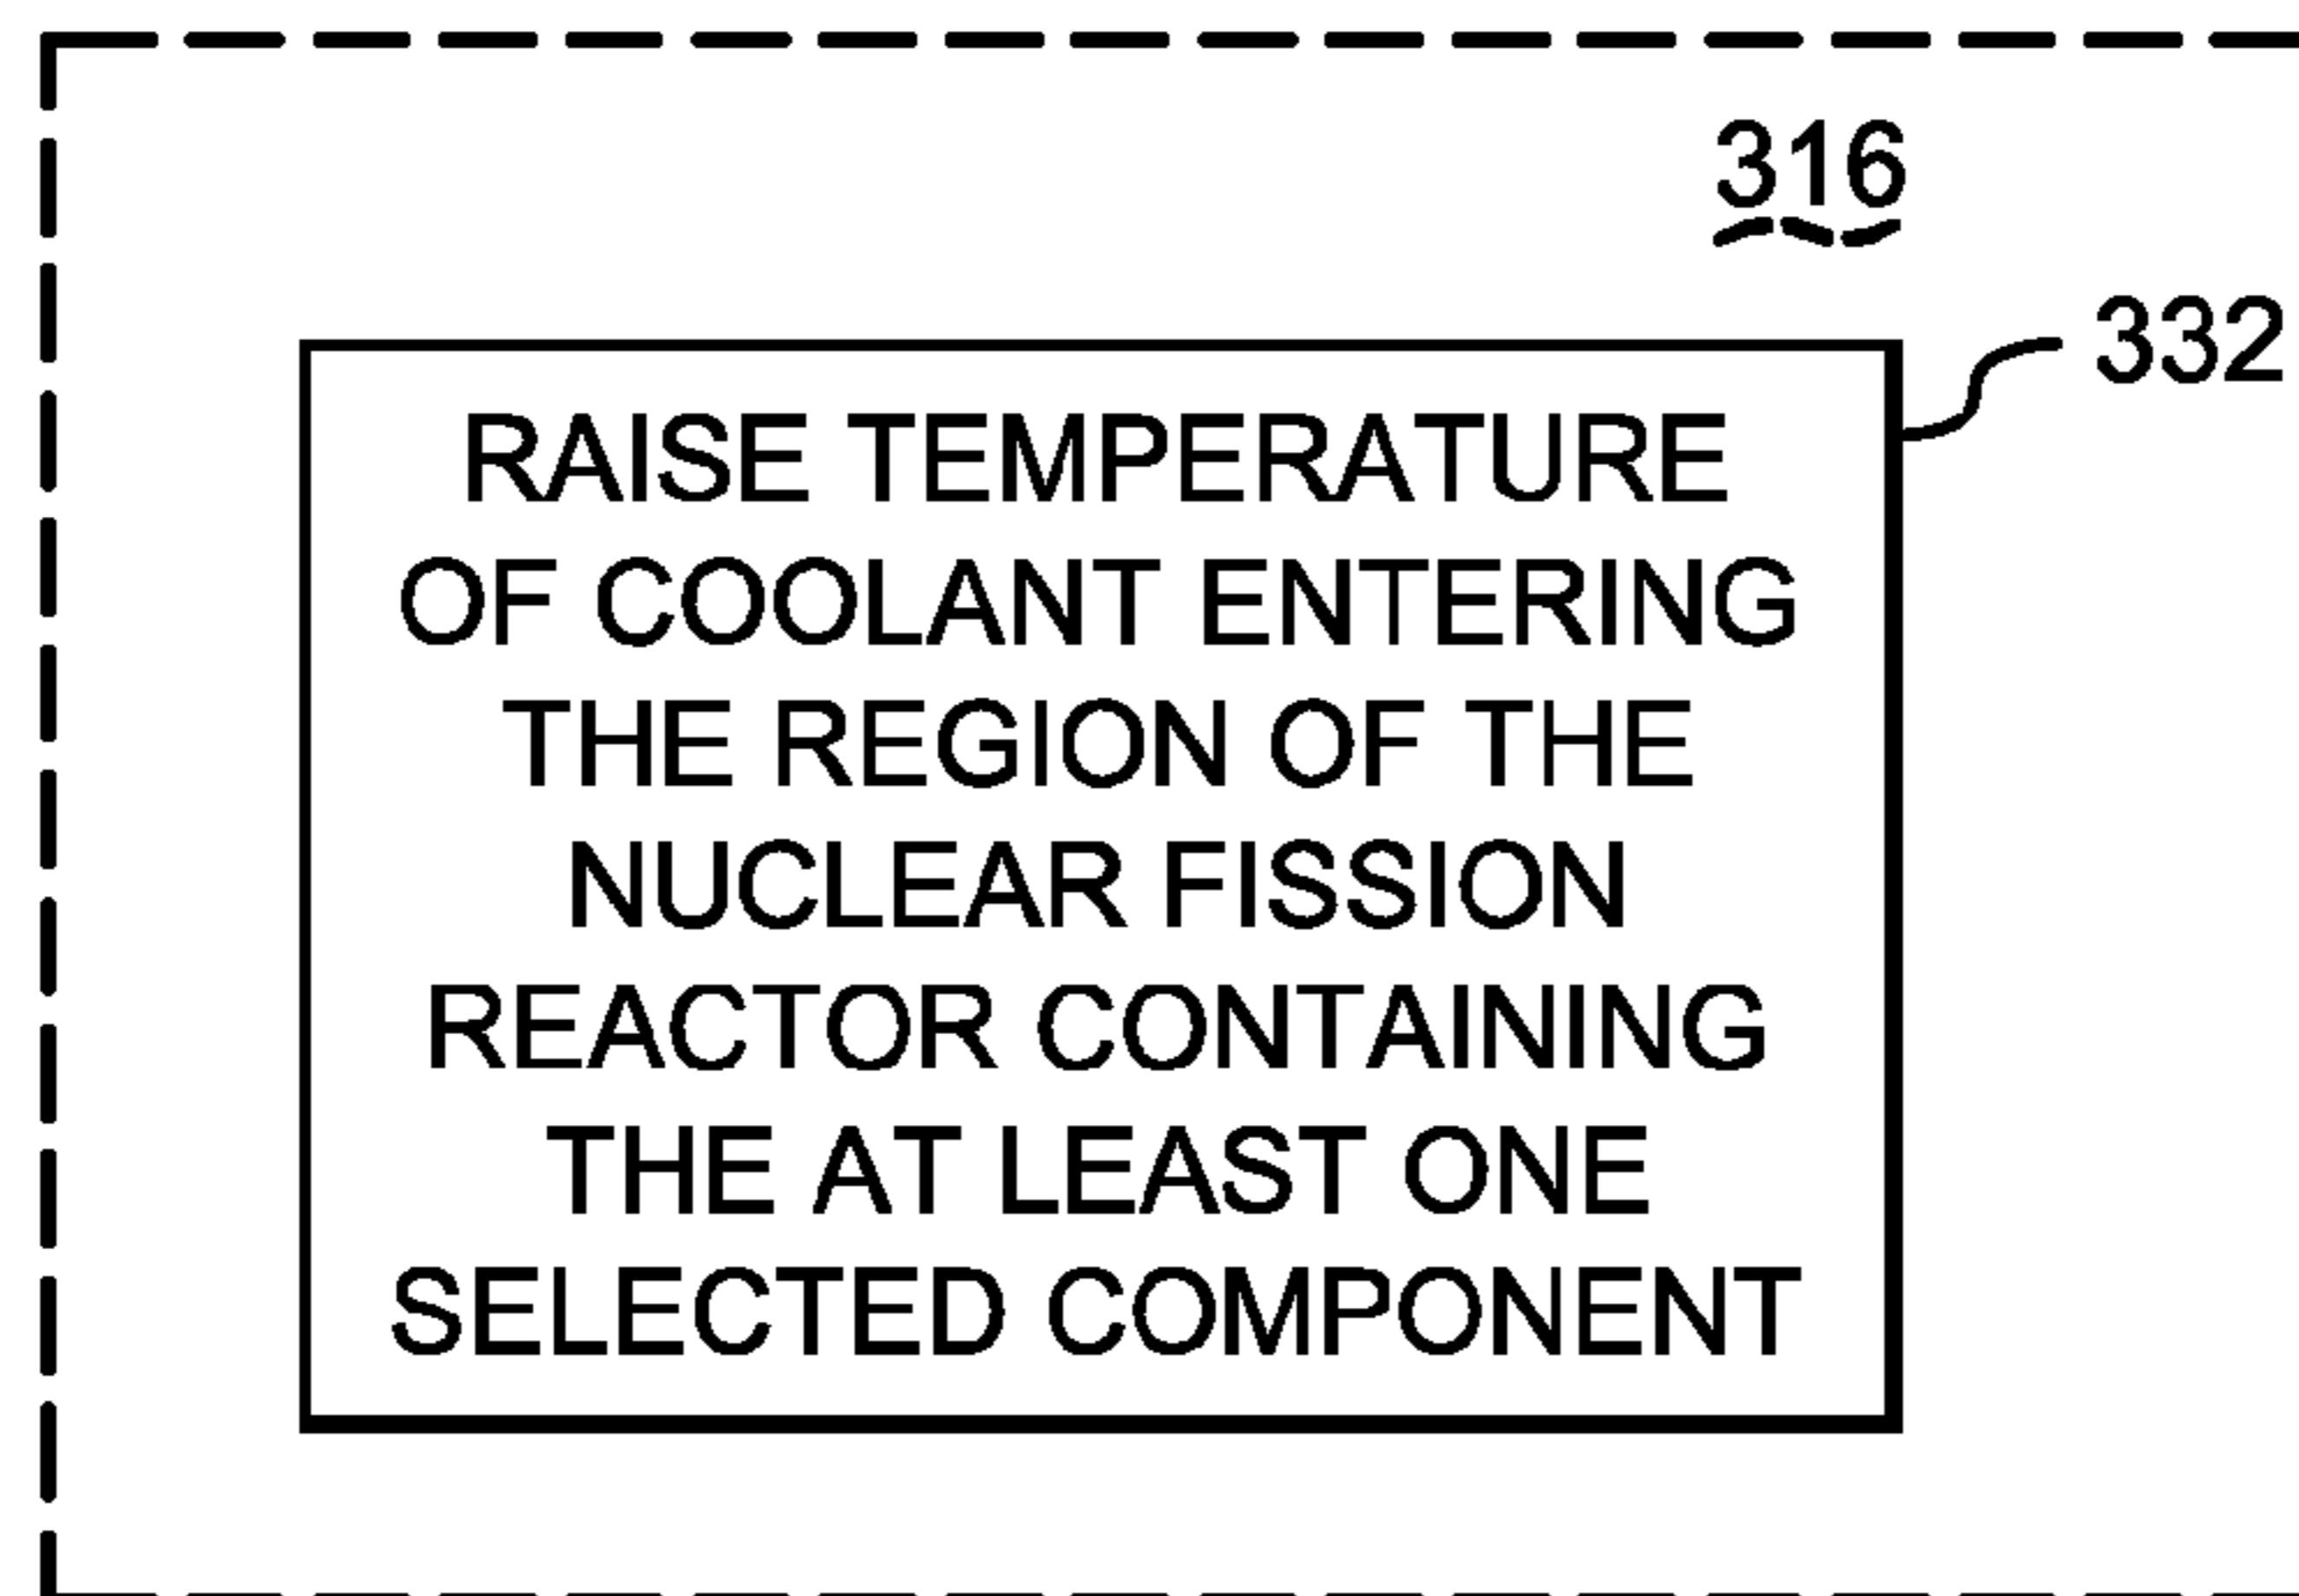 316
332
RAISE TEMPERATURE
OF COOLANT ENTERING
THE REGION OF THE
NUCLEAR FISSION
REACTOR CONTAINING
THE AT LEAST ONE
SELECTED COMPONENT